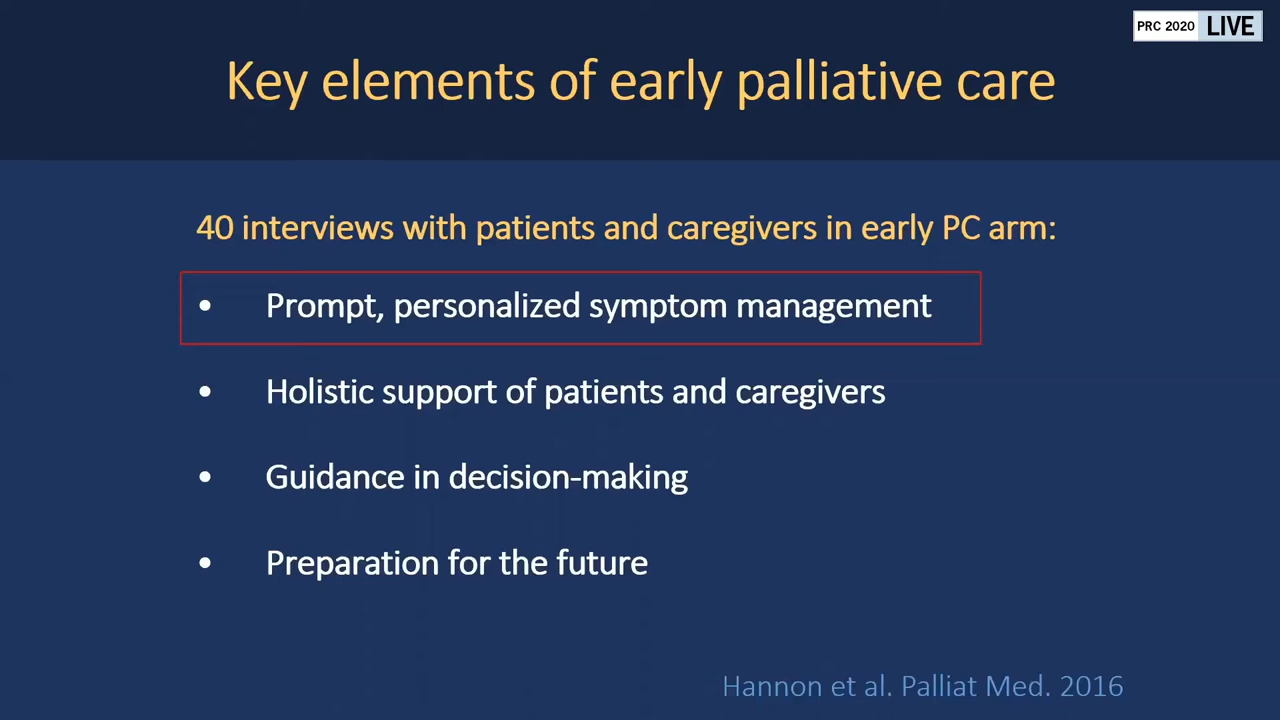 PRC 2020 LIVE
Key elements of early palliative care
40 interviews with patients and caregivers in early PC arm:
• Prompt, personalized symptom management
• Holistic support of patients and caregivers
• Guidance in decision-making
• Preparation for the future
Hannon et al. Palliat Med. 2016